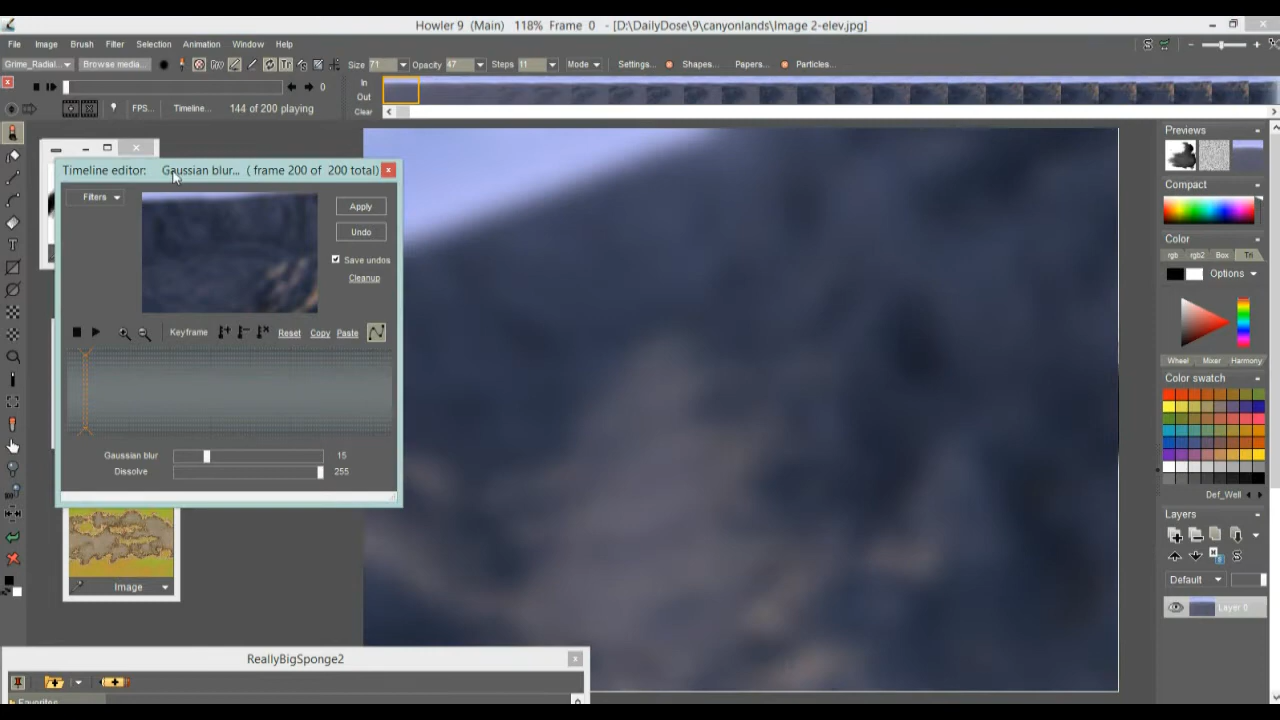 Howler 9 (Main) 118% Frame 0 - [D:\DailyDose\9\canyonlands\Image 2-elev.jpg]
File Image Brush Filter Selection Animation Window Help
Grime_Radial... Browse media... Size 71 Opacity 47 Steps 11 Mode Settings... Shapes... Papers... Particles...
0 In
Out
FPS... Timeline... 144 of 200 playing Clear
Previews
Timeline editor: Gaussian blur... ( frame 200 of 200 total)
Compact
Filters
Apply
Undo
Color
rgb rgb2 Box Tri
Save undos
Options
Cleanup
Keyframe Reset Copy Paste
Wheel Mixer Harmony
Color swatch
Gaussian blur 15
Dissolve 255
Def_Well
Layers
Default
Image
Layer 0
ReallyBigSponge2
Favorites